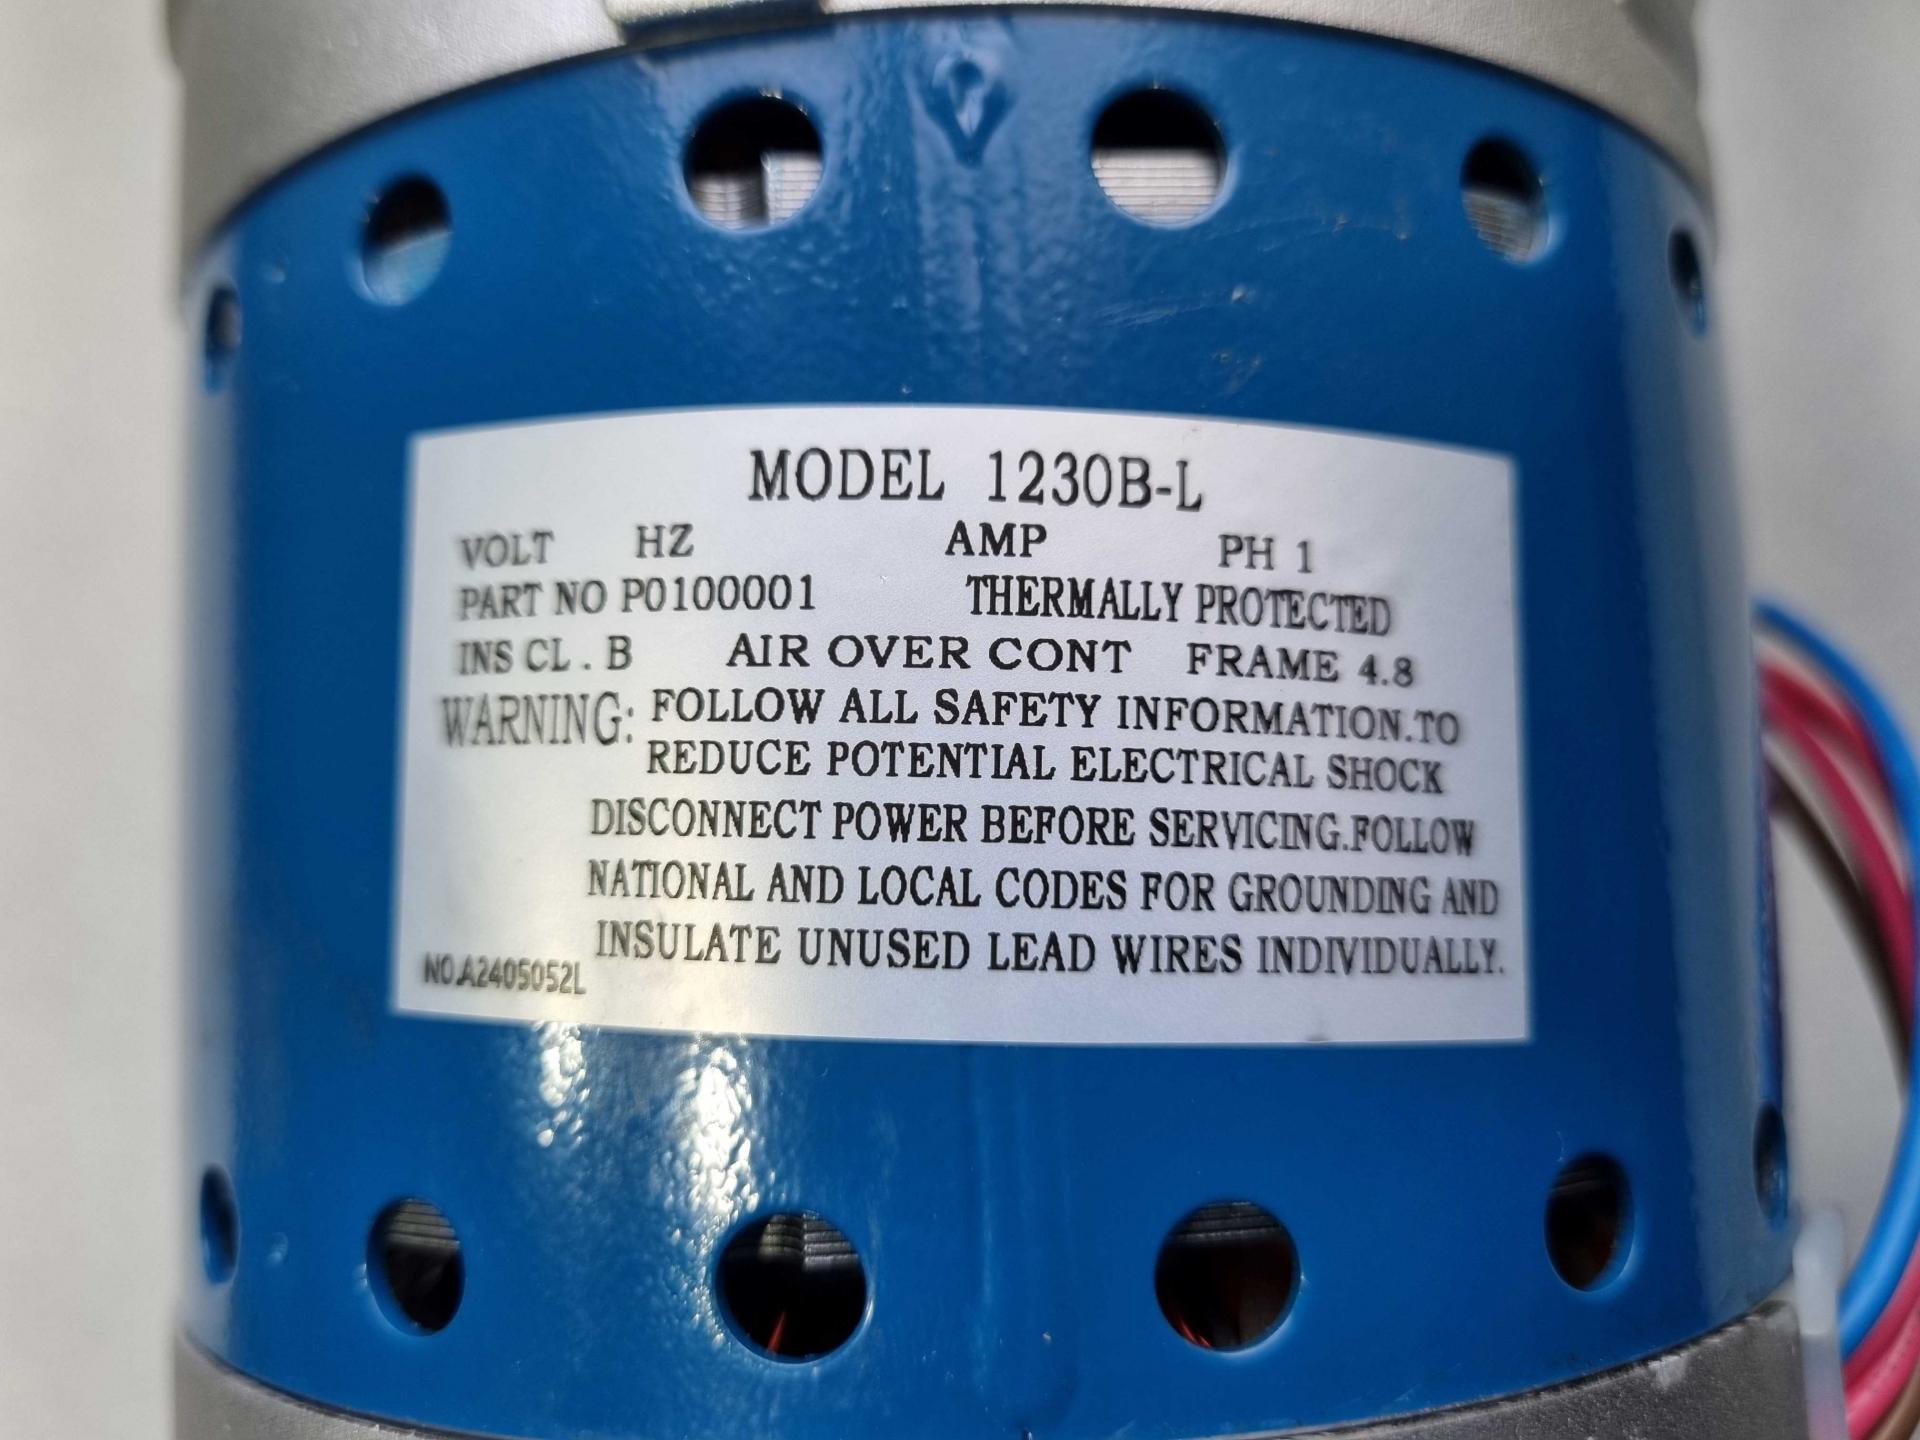 MODEL 1230B-L
VOLT HZ AMP PH 1
PART NO P0100001 THERMALLY PROTECTED
INS CL . B AIR OVER CONT FRAME 4.8
WARNING: FOLLOW ALL SAFETY INFORMATION.TO
REDUCE POTENTIAL ELECTRICAL SHOCK
DISCONNECT POWER BEFORE SERVICING.FOLLOW
NATIONAL AND LOCAL CODES FOR GROUNDING AND
INSULATE UNUSED LEAD WIRES INDIVIDUALLY.
NO.A2405052L